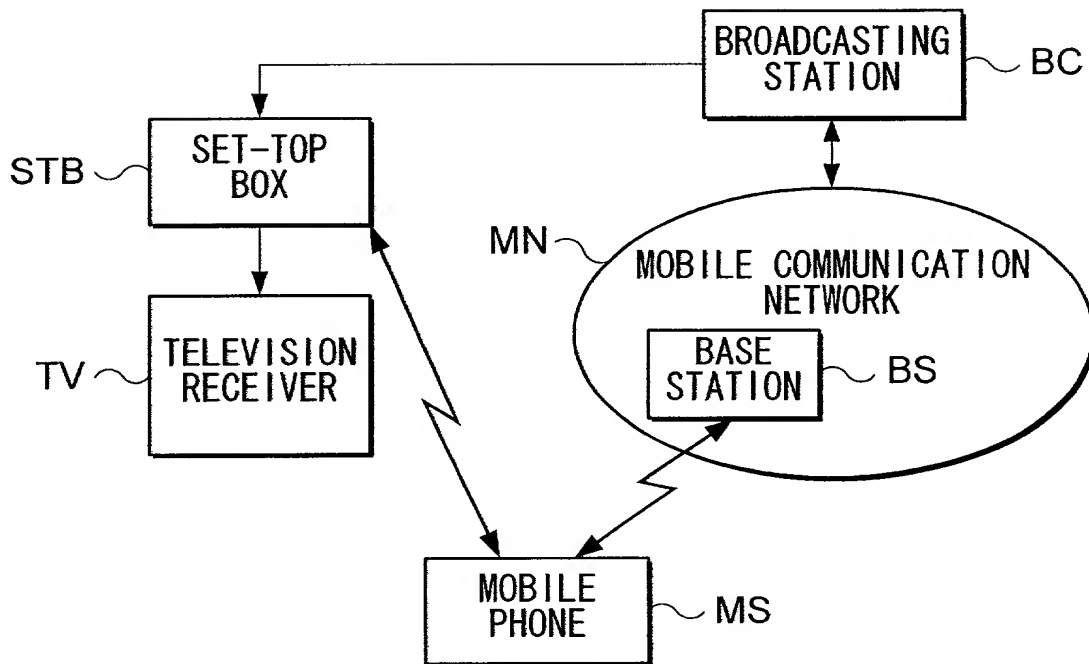 BROADCASTING
STATION
BC
SET-TOP
BOX
STB
MN
MOBILE COMMUNICATION
NETWORK
TELEVISION
RECEIVER
TV
BASE
STATION
BS
MOBILE
PHONE
MS